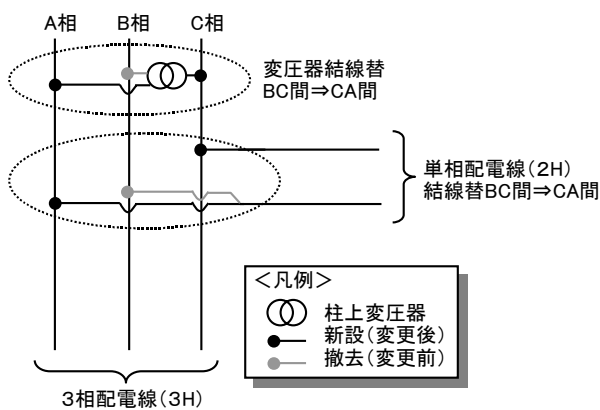 A相 B相 C相
変圧器結線替
BC間⇒CA間
単相配電線(2H)
結線替BC間⇒CA間
<凡例>
柱上変圧器
新設(変更後)
撤去(変更前)
3相配電線(3H)